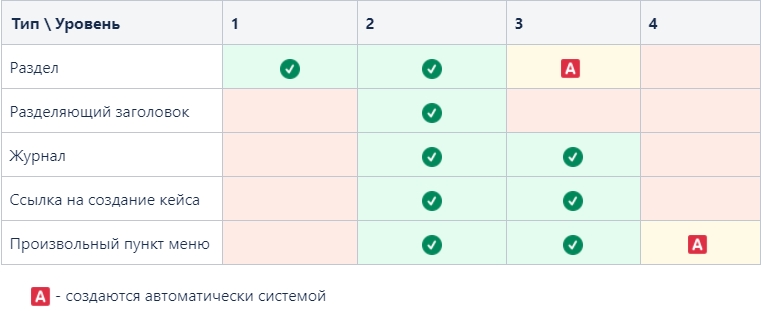 Тип \ Уровень 1 2 3 4
Раздел A
Разделяющий заголовок
Журнал
Ссылка на создание кейса
Произвольный пункт меню A
A - создаются автоматически системой